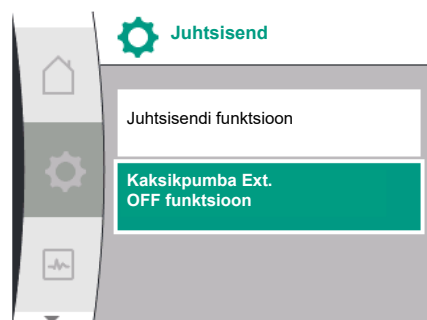 Juhtsisend
Juhtsisendi funktsioon
Kaksikpumba Ext.
OFF funktsioon